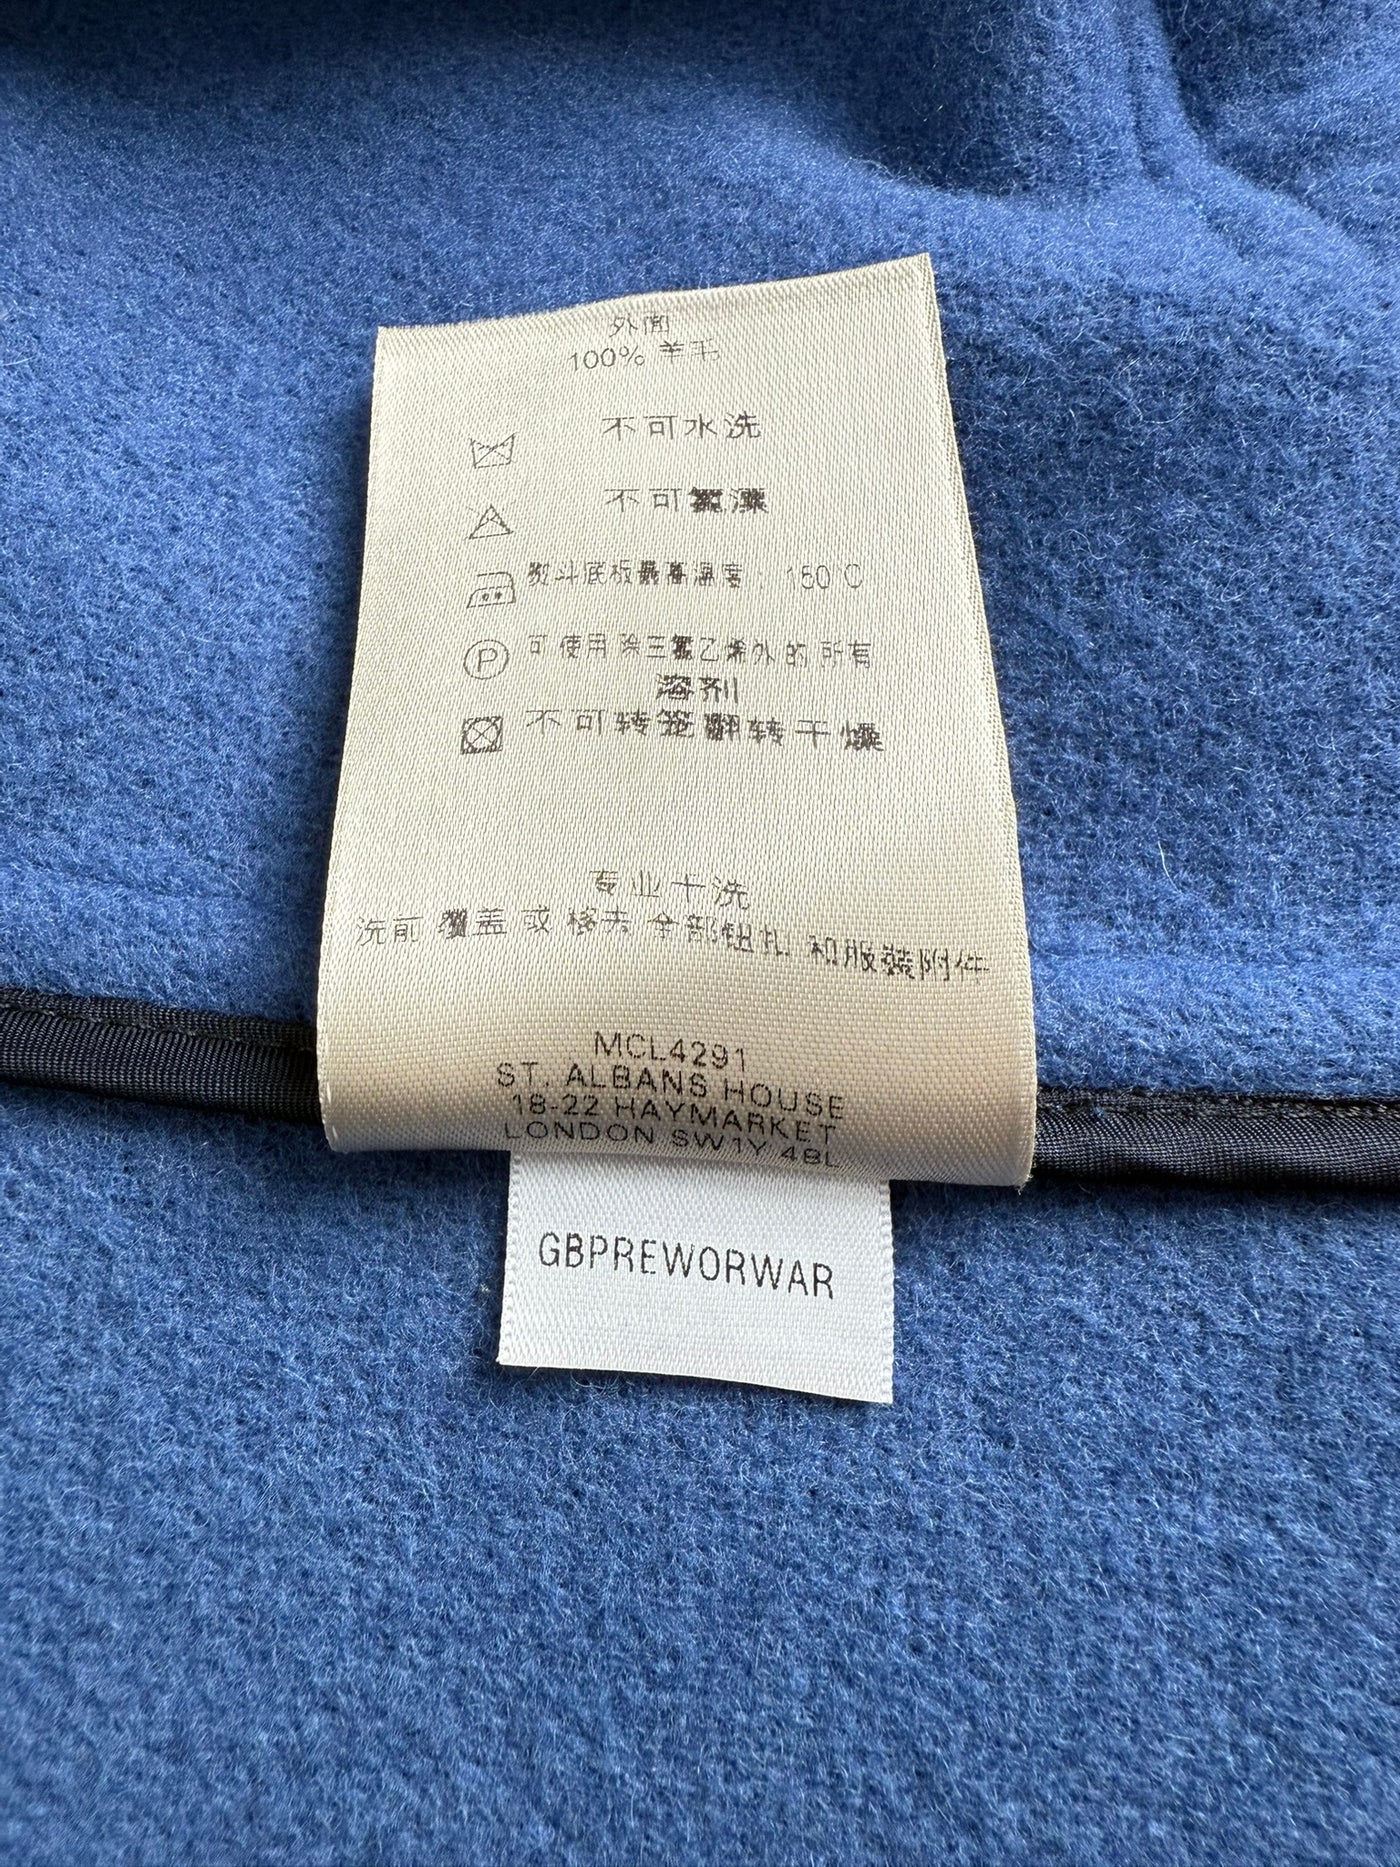 外面
100% 羊毛
不可水洗
不可氯漂
熨斗底板最高温度: 150 C
P 可使用除三氯乙烯外的所有
溶剂
不可转笼翻转干燥
专业干洗
洗前 覆盖 或 移去 全部钮扎 和服装附件
MCL4291
ST. ALBANS HOUSE
18-22 HAYMARKET
LONDON SW1Y 4BL
GBPREWORWAR